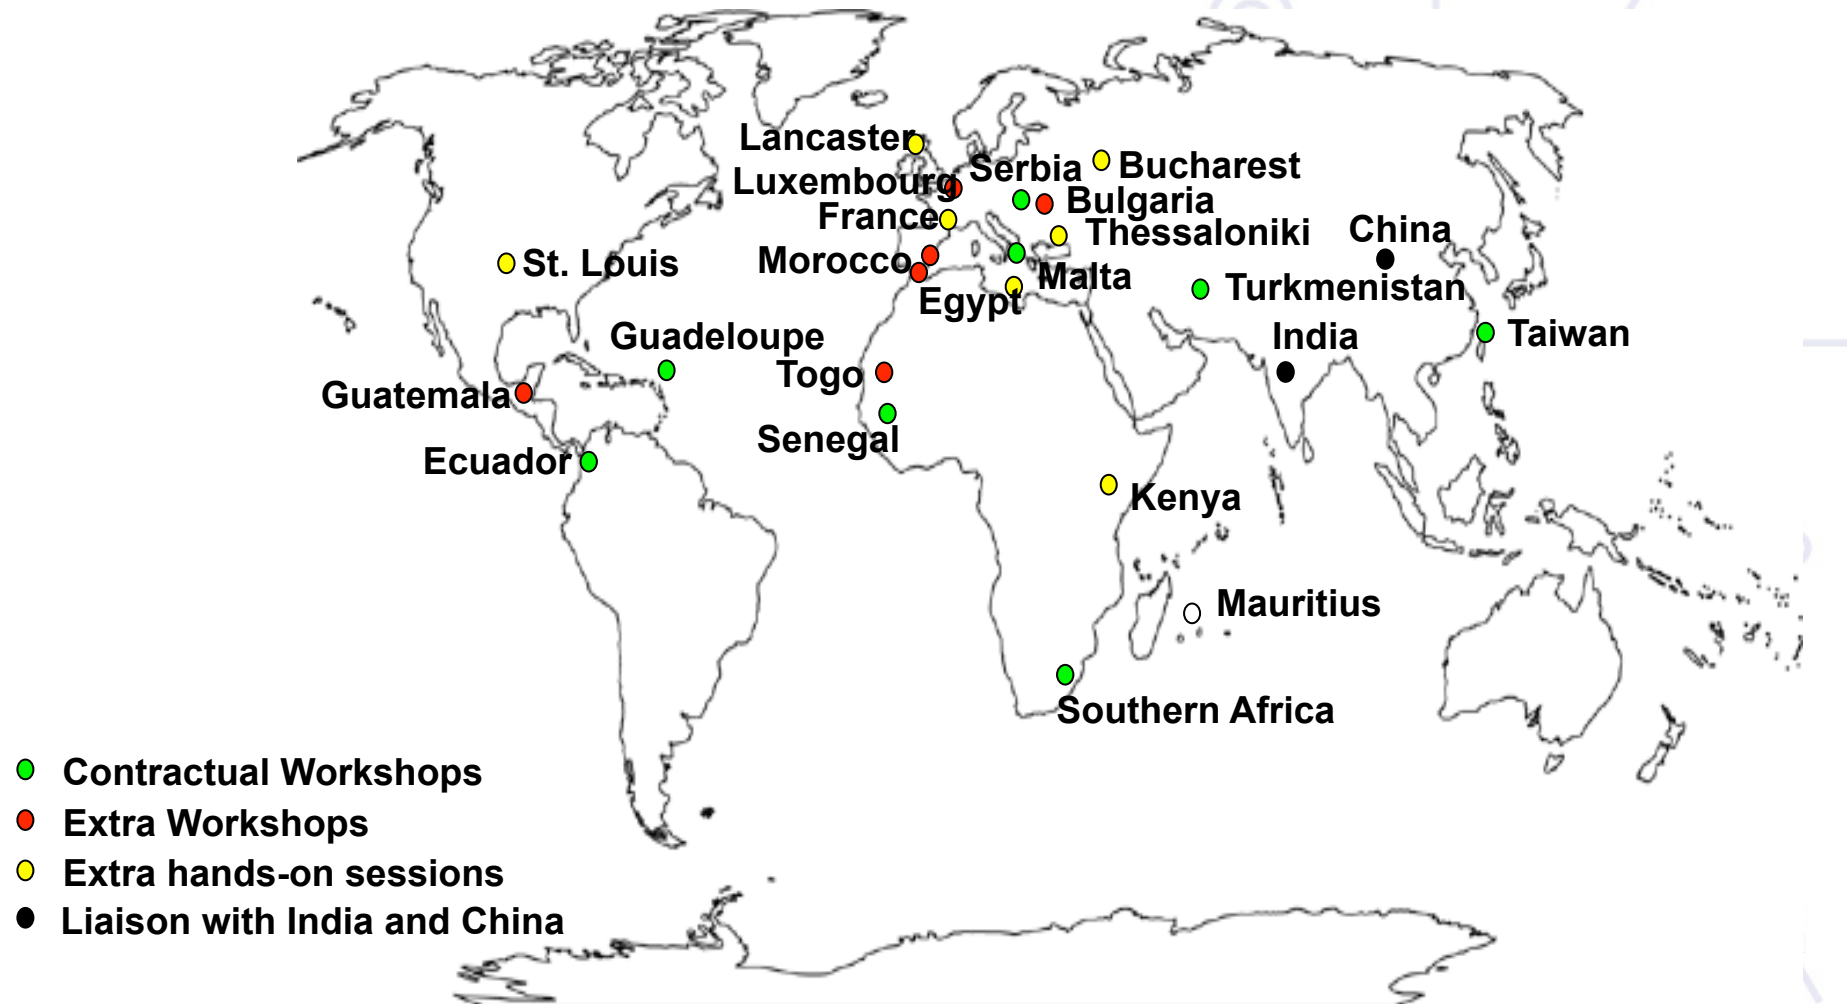 Lancaster
Serbia
Bucharest
Luxembourg
Bulgaria
France
Thessaloniki
China
St. Louis
Morocco
Malta
Turkmenistan
Egypt
Guadeloupe
India
Taiwan
Togo
Guatemala
Senegal
Ecuador
Kenya
Mauritius
Southern Africa
Contractual Workshops
Extra Workshops
Extra hands-on sessions
Liaison with India and China